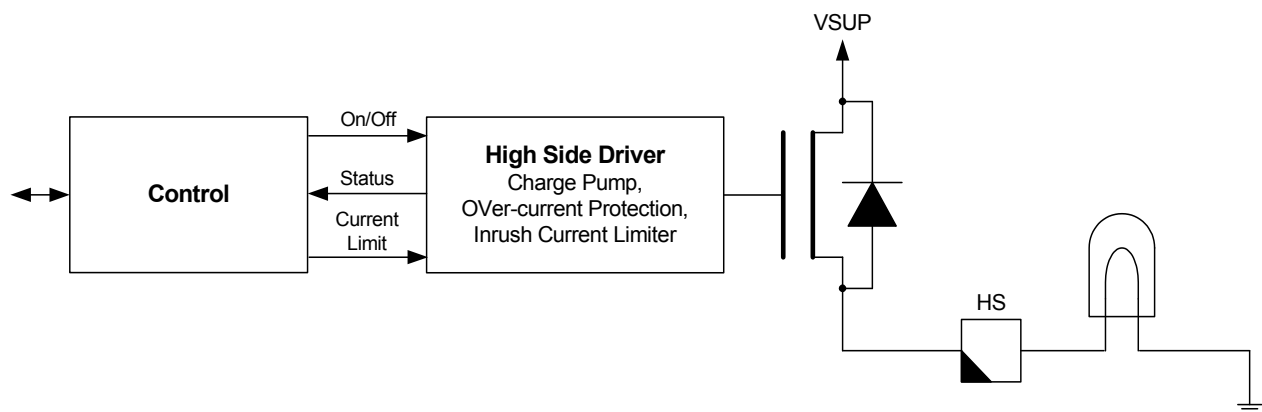 VSUP
On/Off
Control
Status
Current
Limit
High Side Driver
Charge Pump,
OVer-current Protection,
Inrush Current Limiter
HS